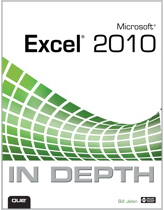 Microsoft®
Excel® 2010
IN DEPTH
Bill Jelen
QUE®